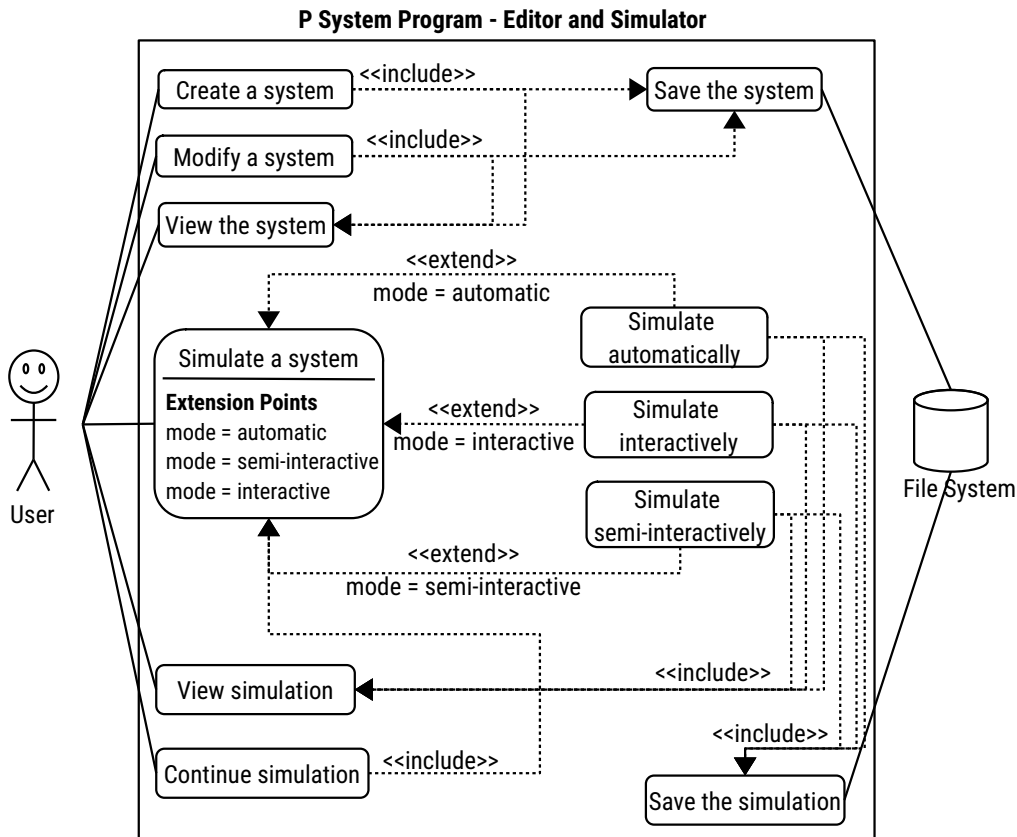 P System Program - Editor and Simulator
<<include>>
Create a system
Save the system
<<include>>
Modify a system
View the system
<<extend>>
mode = automatic
Simulate
automatically
Simulate a system
Extension Points
mode = automatic
mode = semi-interactive
mode = interactive
<<extend>>
mode = interactive
Simulate
interactively
Simulate
semi-interactively
<<extend>>
mode = semi-interactive
User
File System
View simulation
<<include>>
<<include>>
Continue simulation
<<include>>
Save the simulation